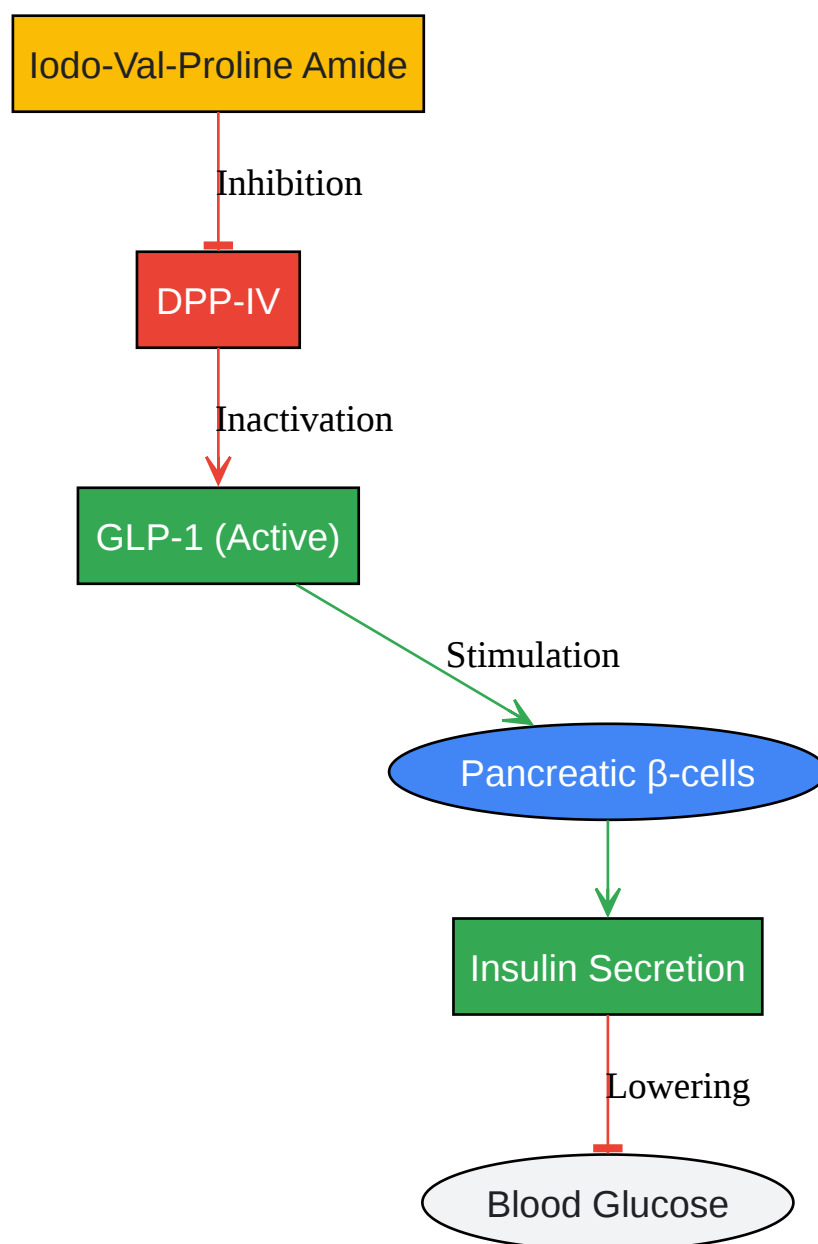 Iodo-Val-Proline Amide
Inhibition
DPP-IV
Inactivation
GLP-1 (Active)
Stimulation
Pancreatic β-cells
Insulin Secretion
Lowering
Blood Glucose